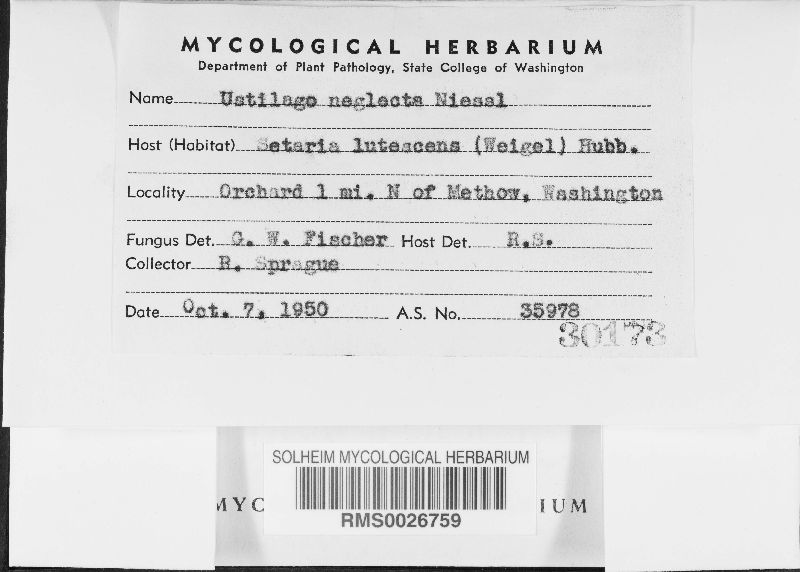 MYCOLOGICAL HERBARIUM
Department of Plant Pathology, State College of Washington
Name Ustilago neglecta Niessl
Host (Habitat) Setaria lutescens (Weigel) Hubb.
Locality Orchard 1 mi. N of Methow, Washington
Fungus Det. G. W. Fischer Host Det. R.S.
Collector R. Sprague
Date Oct. 7, 1950 A.S. No. 35978
30173
SOLHEIM MYCOLOGICAL HERBARIUM
MYC IUM
RMS0026759